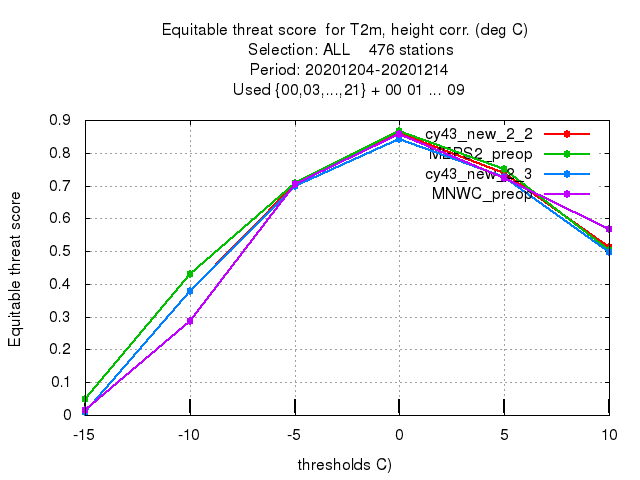 Equitable threat score for T2m, height corr. (deg C)
Selection: ALL 476 stations
Period: 20201204-20201214
Used {00,03,...,21} + 00 01 ... 09
Equitable threat score
0.9
0.8
0.7
0.6
0.5
0.4
0.3
0.2
0.1
0
cy43_new_2_2
MEPS2_preop
cy43_new_2_3
MNWC_preop
-15 -10 -5 0 5 10
thresholds C)